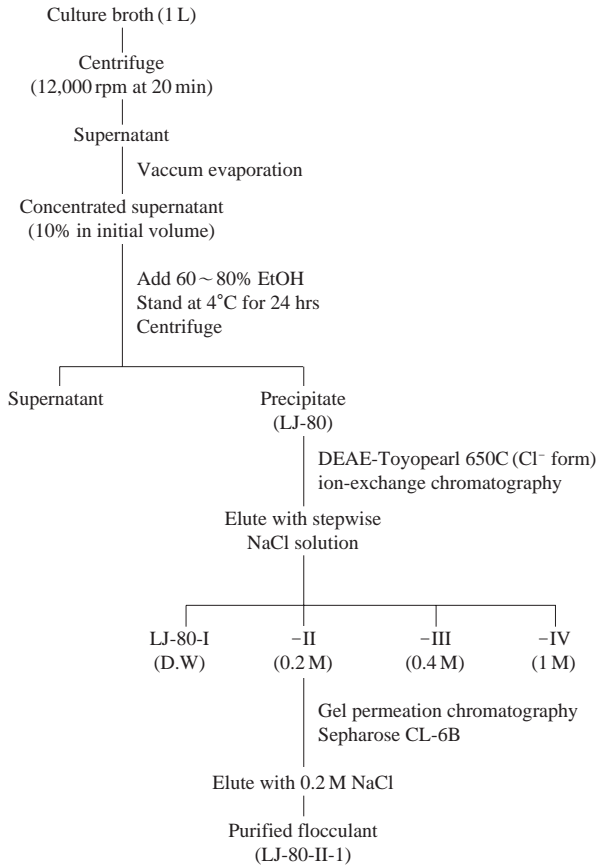 Culture broth (1 L)
Centrifuge
(12,000 rpm at 20 min)
Supernatant
Vaccum evaporation
Concentrated supernatant
(10% in initial volume)
Add 60∼80% EtOH
Stand at 4°C for 24 hrs
Centrifuge
Supernatant
Precipitate
(LJ-80)
DEAE-Toyopearl 650C (Cl⁻ form)
ion-exchange chromatography
Elute with stepwise
NaCl solution
LJ-80-I −II −III −IV
(D.W) (0.2 M) (0.4 M) (1 M)
Gel permeation chromatography
Sepharose CL-6B
Elute with 0.2 M NaCl
Purified flocculant
(LJ-80-II-1)